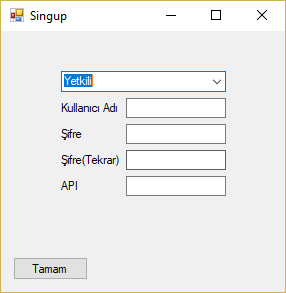 Singup
Yetkili
Kullanıcı Adı
Şifre
Şifre(Tekrar)
API
Tamam